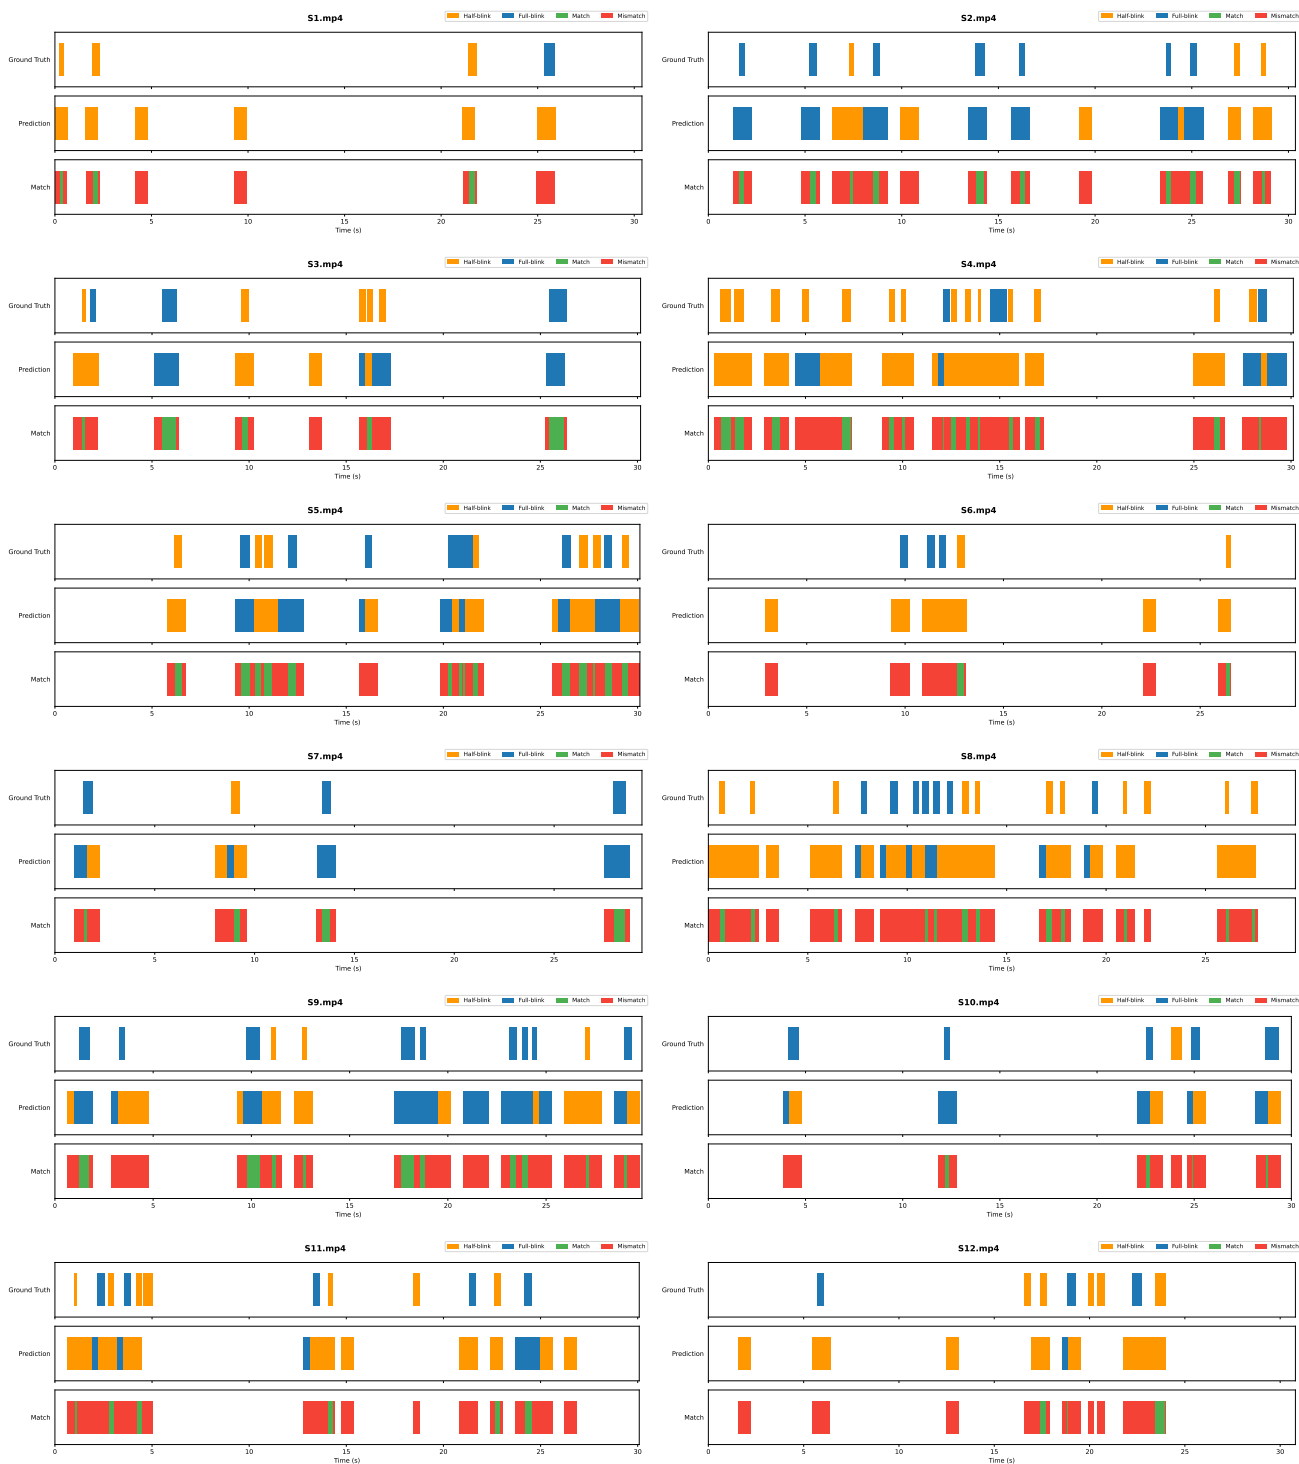 S1.mp4
Half-blink Full-blink Match Mismatch
Ground Truth
Prediction
Match
0 5 10 15 20 25 30
Time (s)
S2.mp4
Half-blink Full-blink Match Mismatch
Ground Truth
Prediction
Match
0 5 10 15 20 25 30
Time (s)
S3.mp4
Half-blink Full-blink Match Mismatch
Ground Truth
Prediction
Match
0 5 10 15 20 25 30
Time (s)
S4.mp4
Half-blink Full-blink Match Mismatch
Ground Truth
Prediction
Match
0 5 10 15 20 25 30
Time (s)
S5.mp4
Half-blink Full-blink Match Mismatch
Ground Truth
Prediction
Match
0 5 10 15 20 25 30
Time (s)
S6.mp4
Half-blink Full-blink Match Mismatch
Ground Truth
Prediction
Match
0 5 10 15 20 25
Time (s)
S7.mp4
Half-blink Full-blink Match Mismatch
Ground Truth
Prediction
Match
0 5 10 15 20 25
Time (s)
S8.mp4
Half-blink Full-blink Match Mismatch
Ground Truth
Prediction
Match
0 5 10 15 20 25
Time (s)
S9.mp4
Half-blink Full-blink Match Mismatch
Ground Truth
Prediction
Match
0 5 10 15 20 25
Time (s)
S10.mp4
Half-blink Full-blink Match Mismatch
Ground Truth
Prediction
Match
0 5 10 15 20 25 30
Time (s)
S11.mp4
Half-blink Full-blink Match Mismatch
Ground Truth
Prediction
Match
0 5 10 15 20 25 30
Time (s)
S12.mp4
Half-blink Full-blink Match Mismatch
Ground Truth
Prediction
Match
0 5 10 15 20 25 30
Time (s)